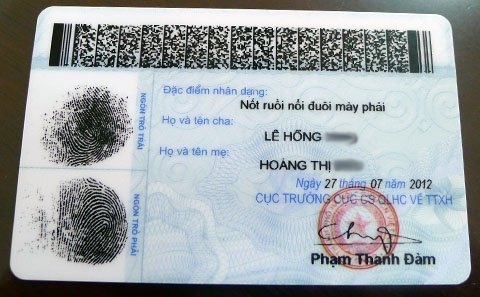 Đặc điểm nhân dạng:
Nốt ruồi nổi đuôi mày phải
Họ và tên cha:
LÊ HỒNG
Họ và tên mẹ:
HOÀNG THỊ
Ngày 27 tháng 07 năm 2012
CỤC TRƯỞNG CỤC CS QLHC VỀ TTXH
Phạm Thanh Đàm
NGÓN TRỎ TRÁI
NGÓN TRỎ PHẢI